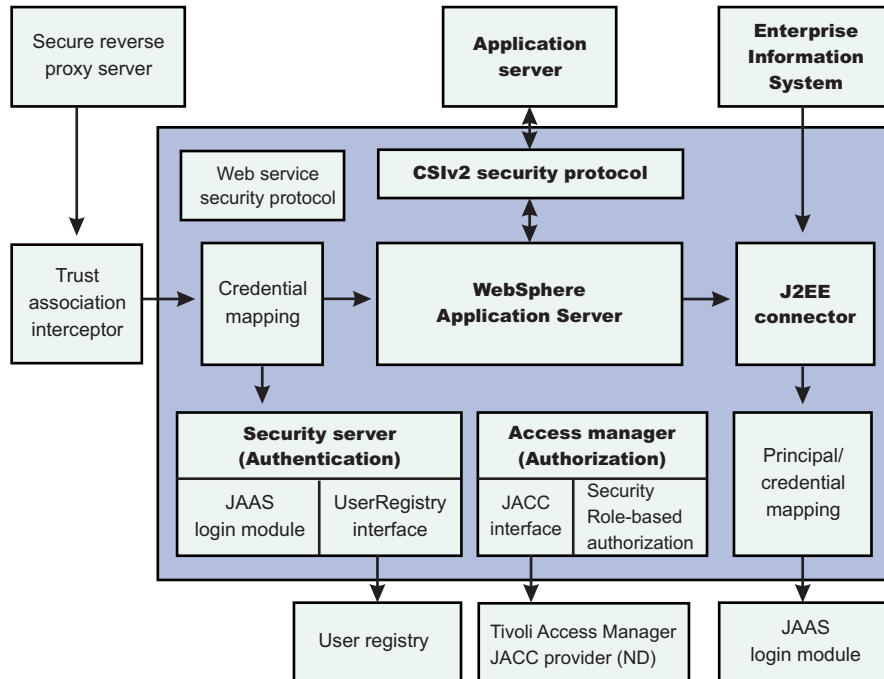 Secure reverse
proxy server
Application
server
Enterprise
Information
System
Web service
security protocol
CSIv2 security protocol
Trust
association
interceptor
Credential
mapping
WebSphere
Application Server
J2EE
connector
Security server
(Authentication)
JAAS
login module
UserRegistry
interface
Access manager
(Authorization)
JACC
interface
Security
Role-based
authorization
Principal/
credential
mapping
User registry
Tivoli Access Manager
JACC provider (ND)
JAAS
login module